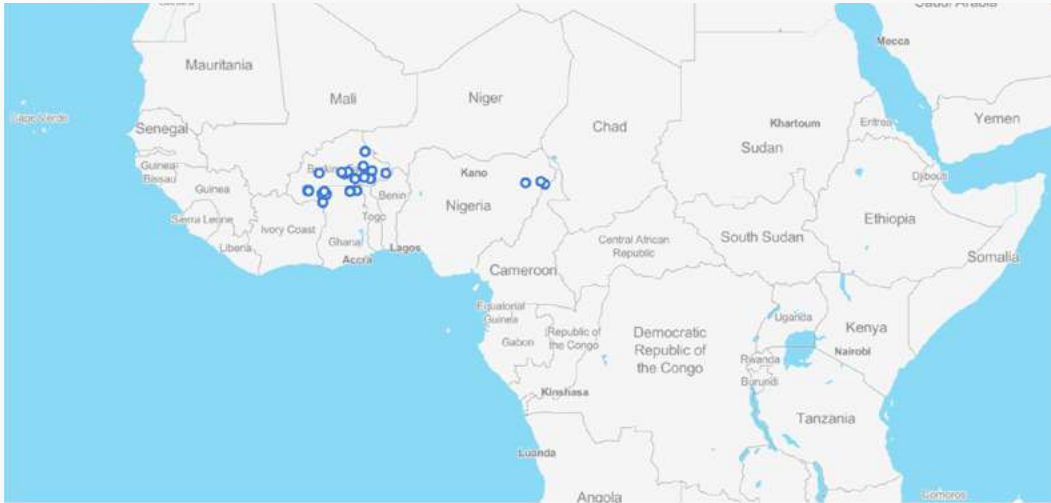 Mecca
Mauritania
Mali
Niger
Chad
Khartoum
Sudan
Eritrea
Yemen
Cape Verde
Senegal
Guinea-
Bissau
Guinea
Sierra Leone
Liberia
Ivory Coast
Ghana
Accra
Togo
Benin
Lagos
Kano
Nigeria
Cameroon
Central African
Republic
South Sudan
Djibouti
Ethiopia
Somalia
Equatorial
Guinea
Gabon
Republic of
the Congo
Democratic
Republic of
the Congo
Uganda
Kenya
Nairobi
Rwanda
Burundi
Kinshasa
Tanzania
Luanda
Angola
Comoros